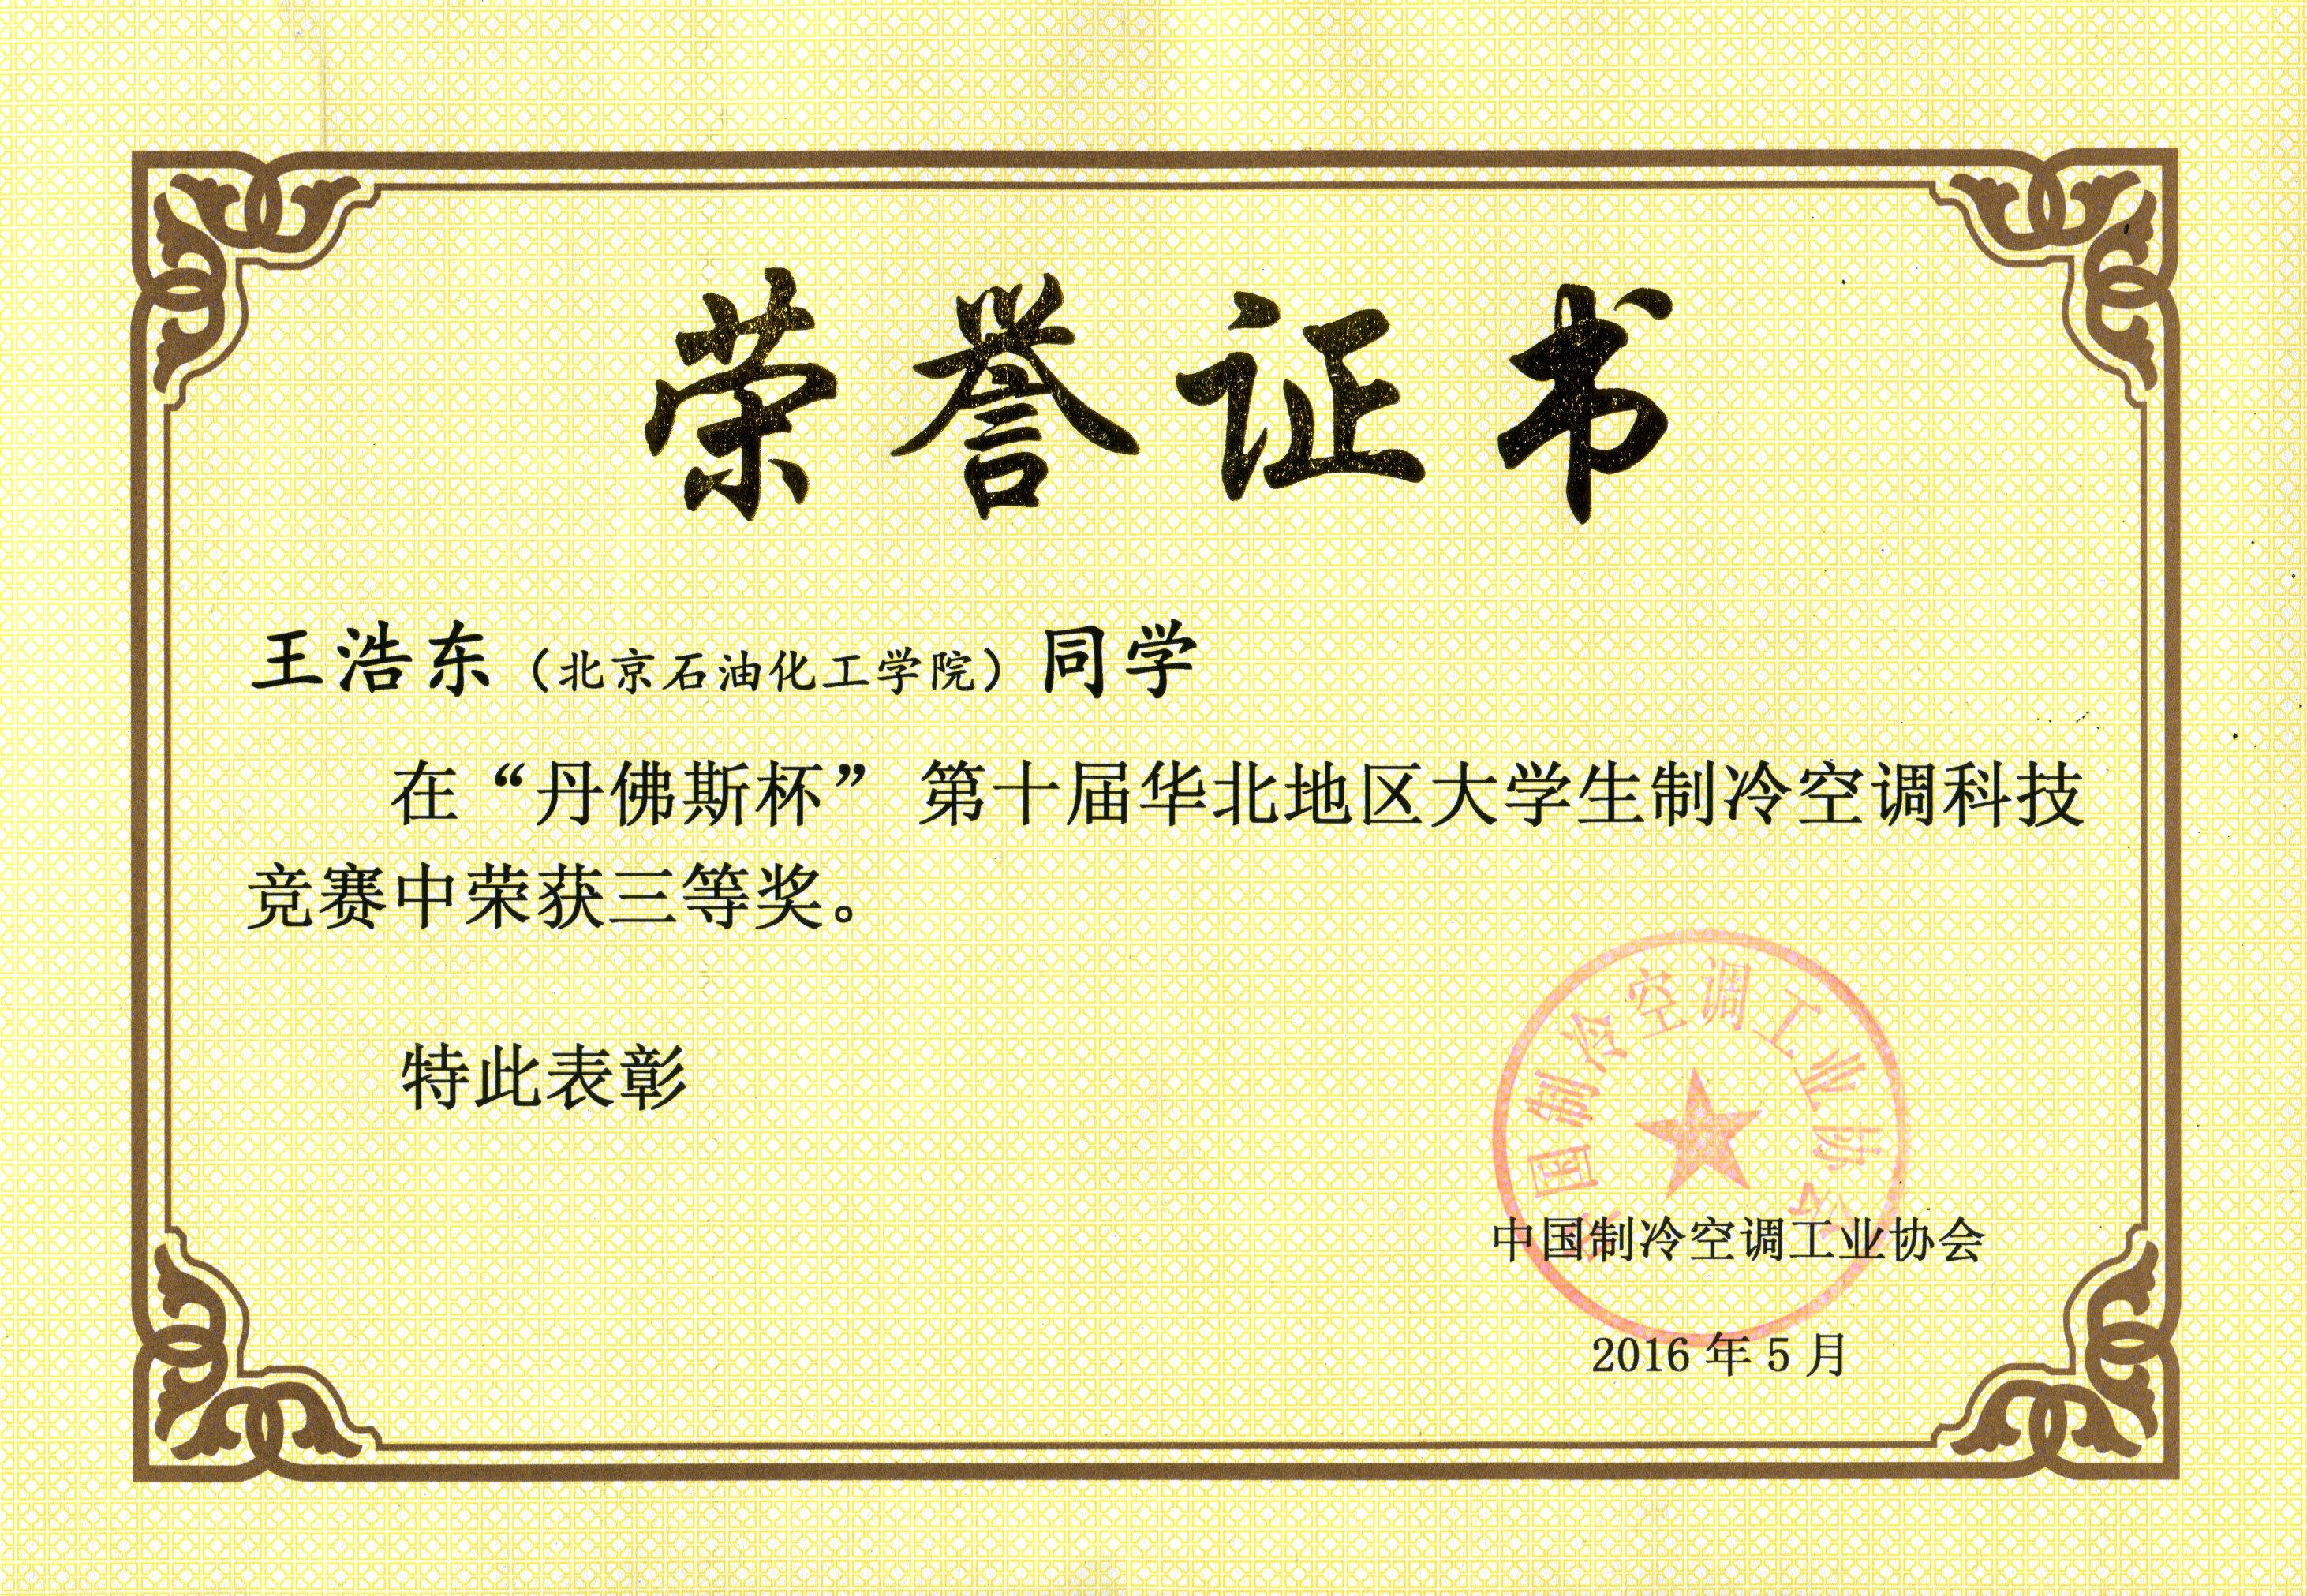 荣誉证书
王浩东（北京石油化工学院）同学
在“丹佛斯杯”第十届华北地区大学生制冷空调科技
竞赛中荣获三等奖。
特此表彰
中国制冷空调工业协会
中国制冷空调工业协会
2016 年 5 月